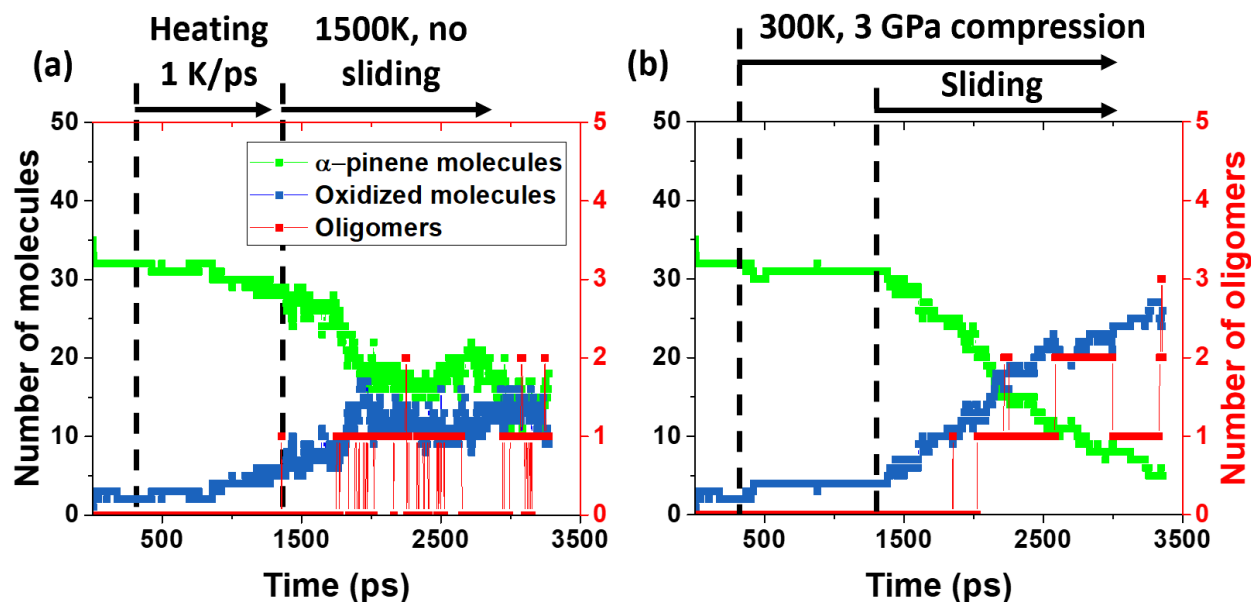 Heating
1 K/ps
1500K, no
sliding
300K, 3 GPa compression
Sliding
(a)
(b)
50
40
30
20
10
0
Number of molecules
5
4
3
2
1
0
α−pinene molecules
Oxidized molecules
Oligomers
500
1500
2500
3500
Time (ps)
50
40
30
20
10
0
5
4
3
2
1
0
Number of oligomers
500
1500
2500
3500
Time (ps)